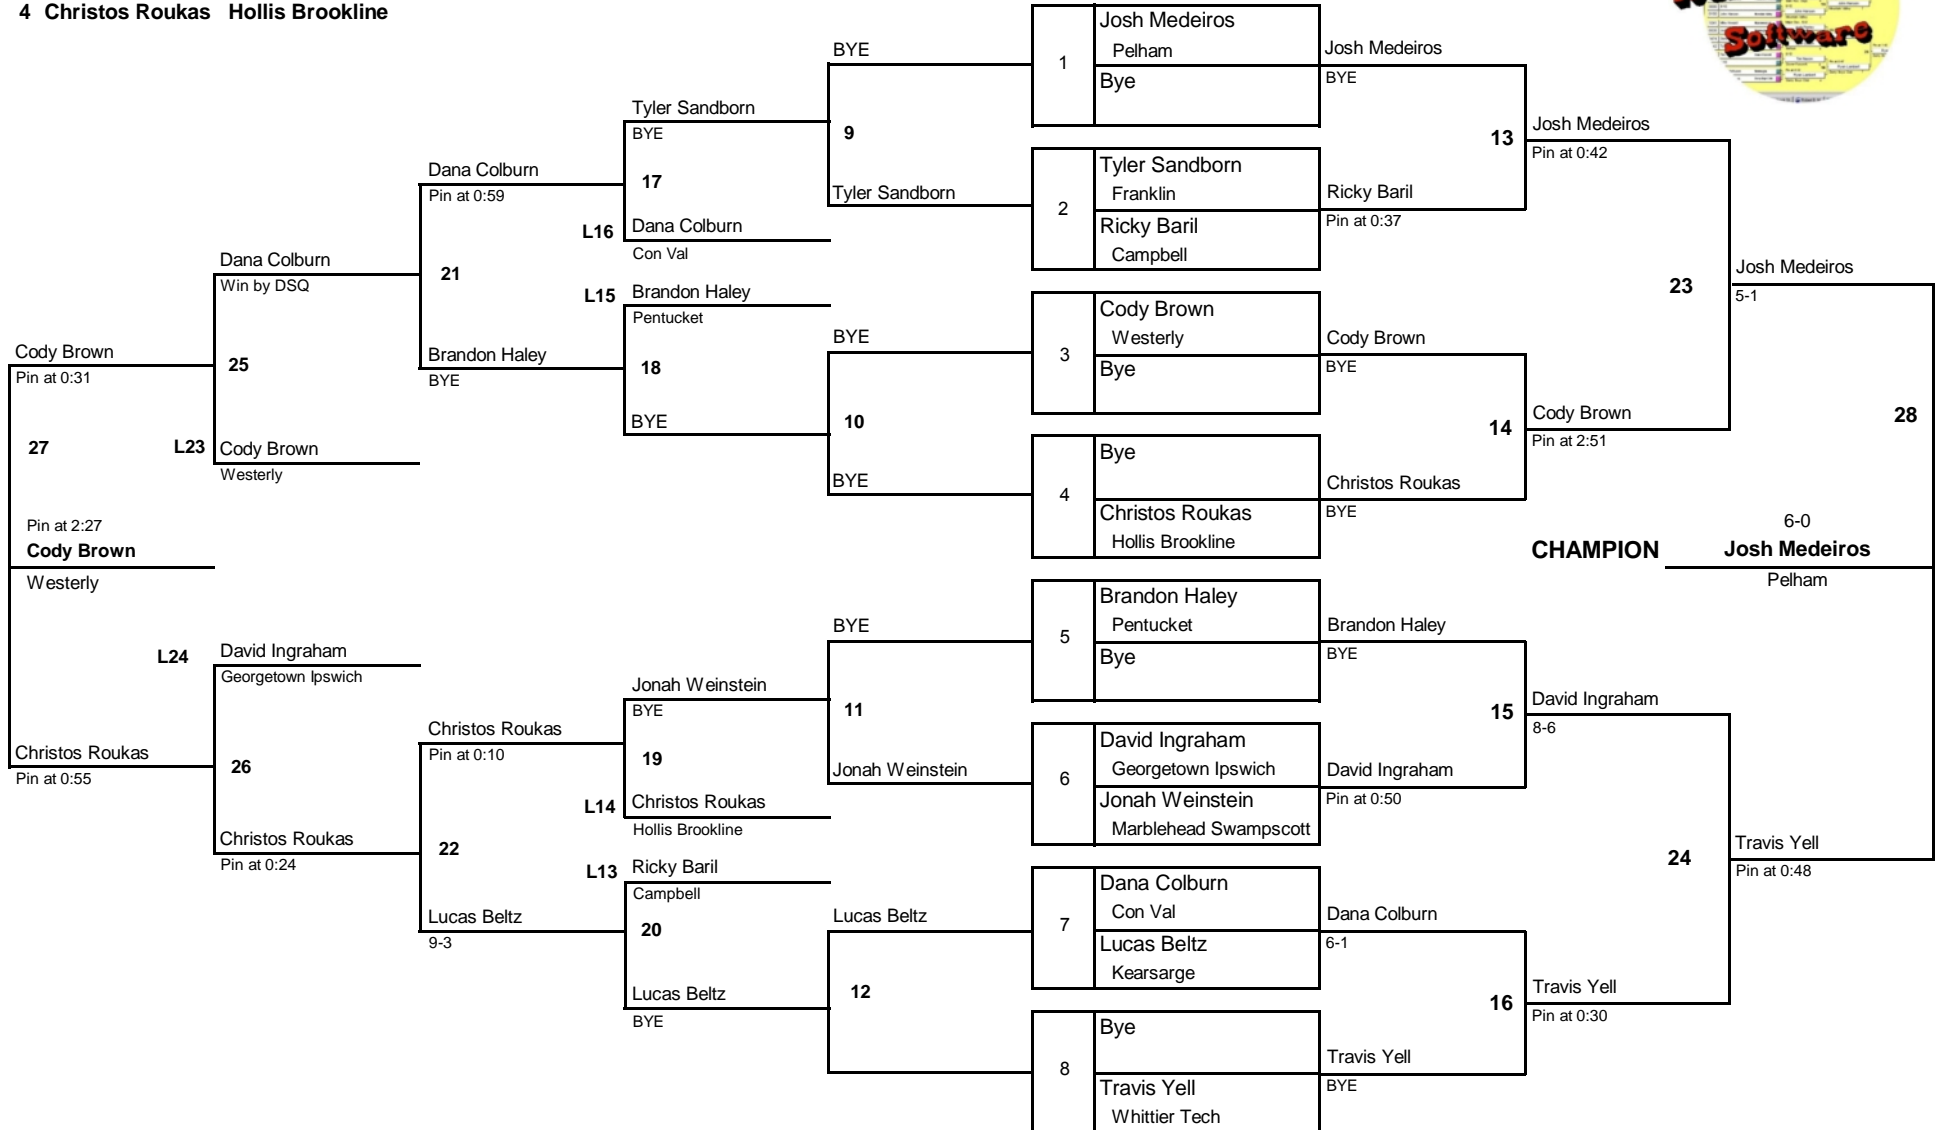 4 Christos Roukas Hollis Brookline
Software
BYE
Tyler Sandborn
BYE
9
Tyler Sandborn
Dana Colburn
Pin at 0:59
17
L16 Dana Colburn
Con Val
Dana Colburn
Win by DSQ
21
L15 Brandon Haley
Pentucket
BYE
Cody Brown
Pin at 0:31
25
Brandon Haley
BYE
18
BYE
10
BYE
27
L23 Cody Brown
Westerly
Pin at 2:27
Cody Brown
Westerly
L24 David Ingraham
Georgetown Ipswich
BYE
Jonah Weinstein
BYE
11
Jonah Weinstein
Christos Roukas
Pin at 0:10
19
L14 Christos Roukas
Hollis Brookline
Christos Roukas
Pin at 0:55
26
Christos Roukas
Pin at 0:24
22
L13 Ricky Baril
Campbell
Lucas Beltz
9-3
20
Lucas Beltz
Lucas Beltz
BYE
12
1
Josh Medeiros
Pelham
Bye
2
Tyler Sandborn
Franklin
Ricky Baril
Campbell
3
Cody Brown
Westerly
Bye
4
Bye
Christos Roukas
Hollis Brookline
5
Brandon Haley
Pentucket
Bye
6
David Ingraham
Georgetown Ipswich
Jonah Weinstein
Marblehead Swampscott
7
Dana Colburn
Con Val
Lucas Beltz
Kearsarge
8
Bye
Travis Yell
Whittier Tech
Josh Medeiros
BYE
13
Josh Medeiros
Pin at 0:42
Ricky Baril
Pin at 0:37
23
Josh Medeiros
5-1
Cody Brown
BYE
14
Cody Brown
Pin at 2:51
28
Christos Roukas
BYE
6-0
CHAMPION Josh Medeiros
Pelham
Brandon Haley
BYE
15
David Ingraham
8-6
David Ingraham
Pin at 0:50
24
Travis Yell
Pin at 0:48
Dana Colburn
6-1
16
Travis Yell
Pin at 0:30
Travis Yell
BYE